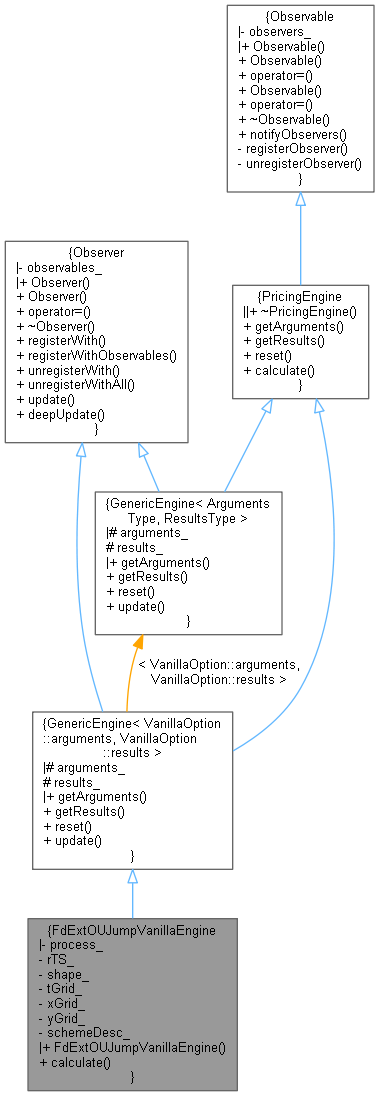 {Observable
|- observers_
|+ Observable()
+ Observable()
+ operator=()
+ Observable()
+ operator=()
+ ~Observable()
+ notifyObservers()
- registerObserver()
- unregisterObserver()
}
{Observer
|- observables_
|+ Observer()
+ Observer()
+ operator=()
+ ~Observer()
+ registerWith()
+ registerWithObservables()
+ unregisterWith()
+ unregisterWithAll()
+ update()
+ deepUpdate()
}
{PricingEngine
||+ ~PricingEngine()
+ getArguments()
+ getResults()
+ reset()
+ calculate()
}
{GenericEngine< Arguments
Type, ResultsType >
|# arguments_
# results_
|+ getArguments()
+ getResults()
+ reset()
+ update()
}
< VanillaOption::arguments,
VanillaOption::results >
{GenericEngine< VanillaOption
::arguments, VanillaOption
::results >
|# arguments_
# results_
|+ getArguments()
+ getResults()
+ reset()
+ update()
}
{FdExtOUJumpVanillaEngine
|- process_
- rTS_
- shape_
- tGrid_
- xGrid_
- yGrid_
- schemeDesc_
|+ FdExtOUJumpVanillaEngine()
+ calculate()
}